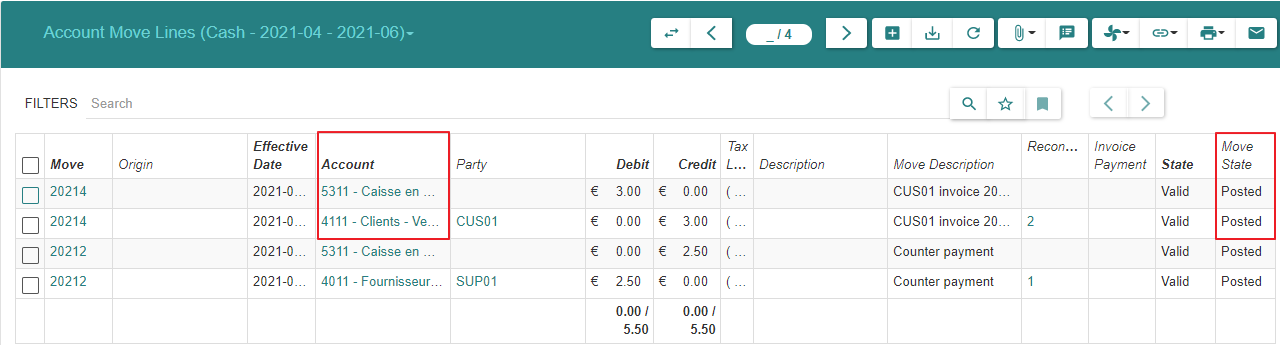 Account Move Lines (Cash - 2021-04 - 2021-06)
_ / 4
FILTERS Search
Move Origin Effective Date Account Party Debit Credit Tax L... Description Move Description Recon... Invoice Payment State Move State
20214 2021-0... 5311 - Caisse en ... € 3.00 € 0.00 ( ... CUS01 invoice 20... Valid Posted
20214 2021-0... 4111 - Clients - Ve... CUS01 € 0.00 € 3.00 ( ... CUS01 invoice 20... 2 Valid Posted
20212 2021-0... 5311 - Caisse en ... € 0.00 € 2.50 ( ... Counter payment Valid Posted
20212 2021-0... 4011 - Fournisseur... SUP01 € 2.50 € 0.00 ( ... Counter payment 1 Valid Posted
0.00 / 0.00 /
5.50 5.50